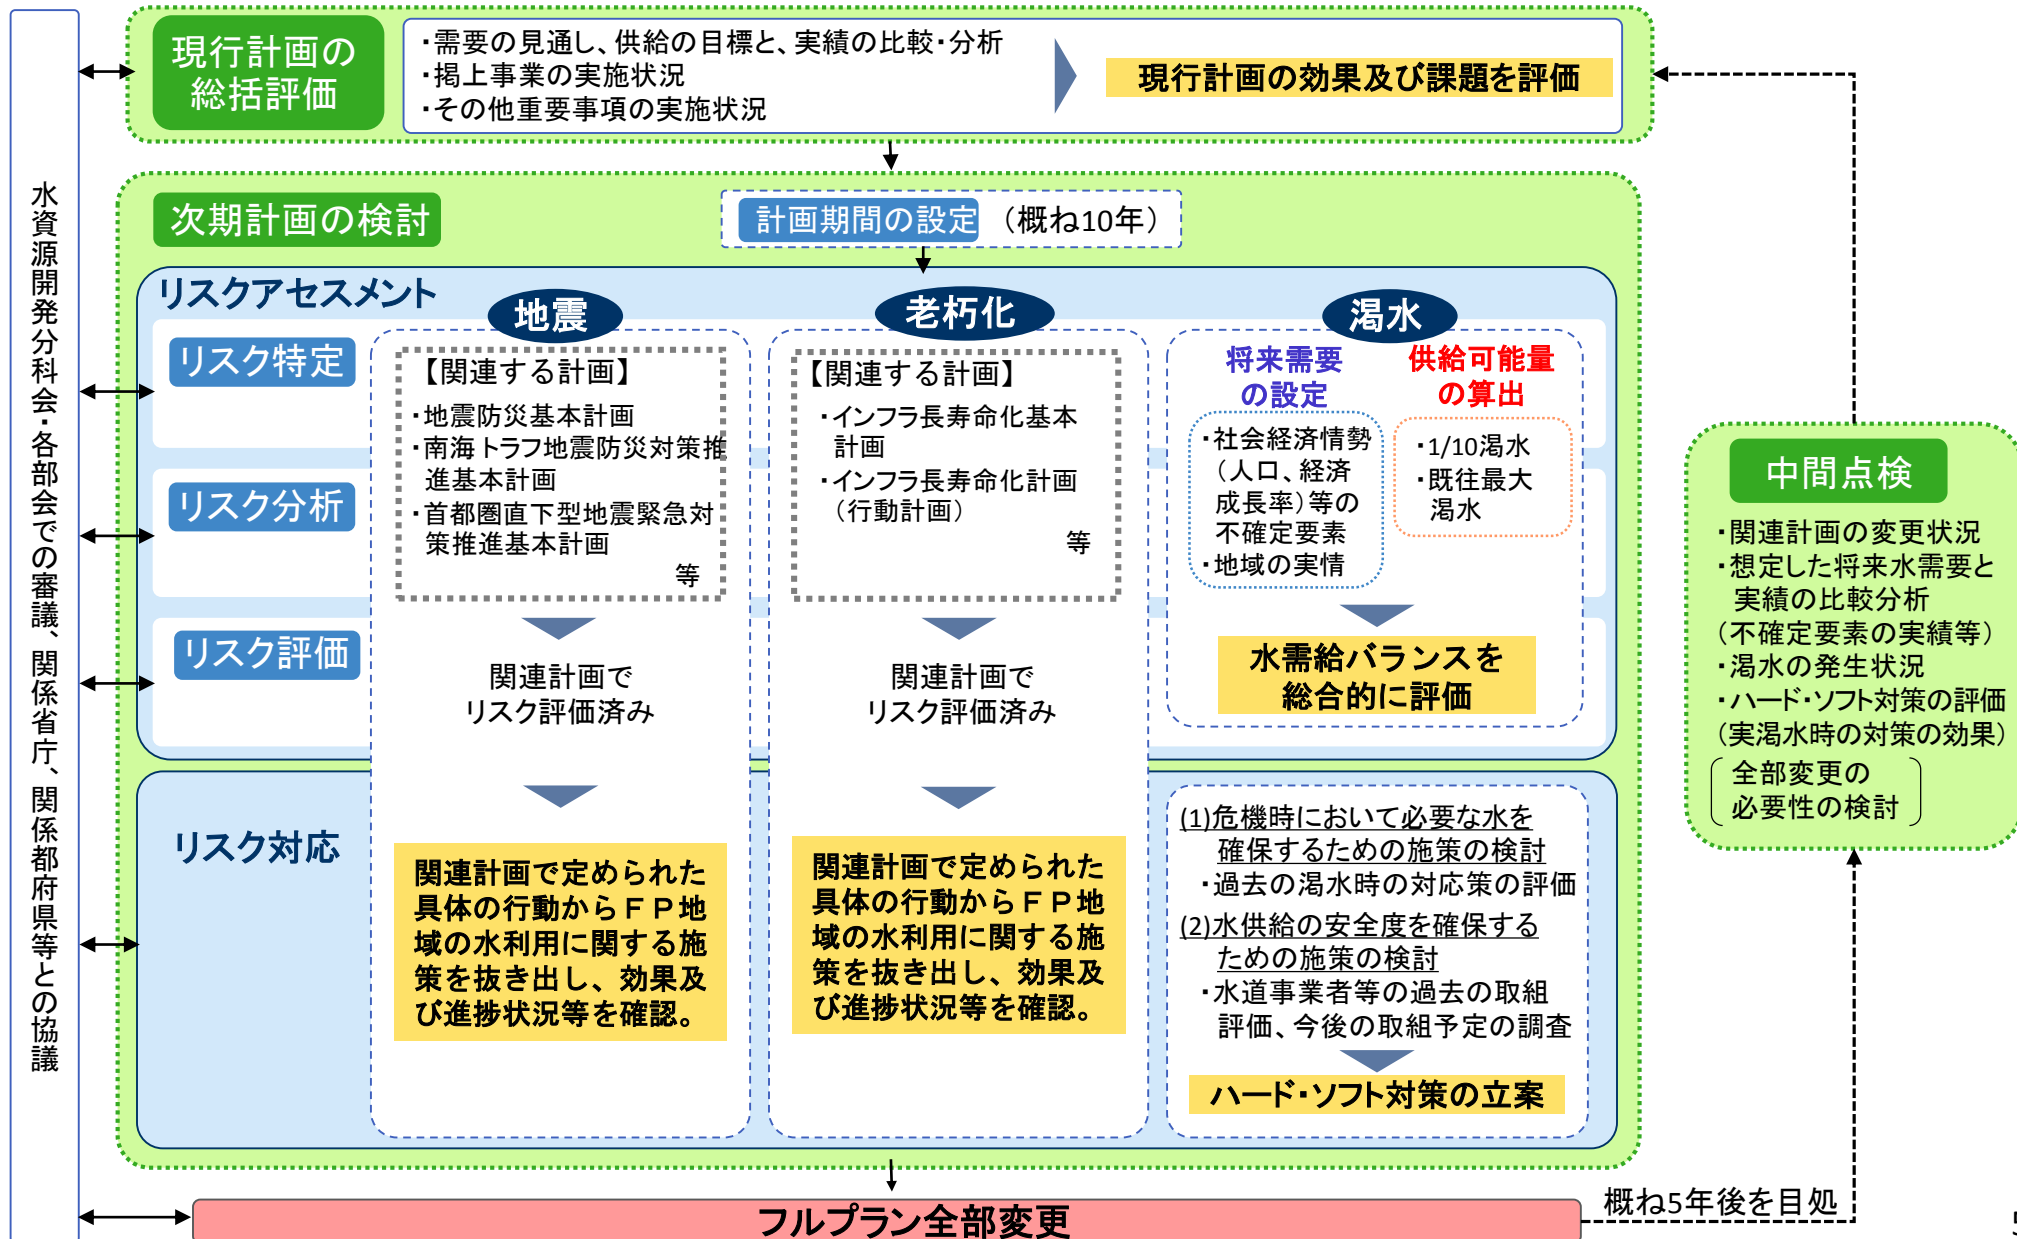 現行計画の
総括評価
・需要の見通し、供給の目標と、実績の比較・分析
・掲上事業の実施状況
・その他重要事項の実施状況
現行計画の効果及び課題を評価
水資源開発分科会・各部会での審議、関係省庁、関係都府県等との協議
次期計画の検討
計画期間の設定
（概ね10年）
リスクアセスメント
リスク特定
リスク分析
リスク評価
地震
【関連する計画】
・地震防災基本計画
・南海トラフ地震防災対策推
進基本計画
・首都圏直下型地震緊急対
策推進基本計画
等
関連計画で
リスク評価済み
老朽化
【関連する計画】
・インフラ長寿命化基本
計画
・インフラ長寿命化計画
（行動計画）
等
関連計画で
リスク評価済み
渇水
将来需要
の設定
・社会経済情勢
（人口、経済
成長率）等の
不確定要素
・地域の実情
供給可能量
の算出
・1/10渇水
・既往最大
渇水
水需給バランスを
総合的に評価
リスク対応
関連計画で定められた
具体の行動からＦＰ地
域の水利用に関する施
策を抜き出し、効果及
び進捗状況等を確認。
関連計画で定められた
具体の行動からＦＰ地
域の水利用に関する施
策を抜き出し、効果及
び進捗状況等を確認。
(1)危機時において必要な水を
確保するための施策の検討
・過去の渇水時の対応策の評価
(2)水供給の安全度を確保する
ための施策の検討
・水道事業者等の過去の取組
評価、今後の取組予定の調査
ハード・ソフト対策の立案
フルプラン全部変更
概ね5年後を目処
中間点検
・関連計画の変更状況
・想定した将来水需要と
実績の比較分析
（不確定要素の実績等）
・渇水の発生状況
・ハード・ソフト対策の評価
（実渇水時の対策の効果）
全部変更の
必要性の検討
5